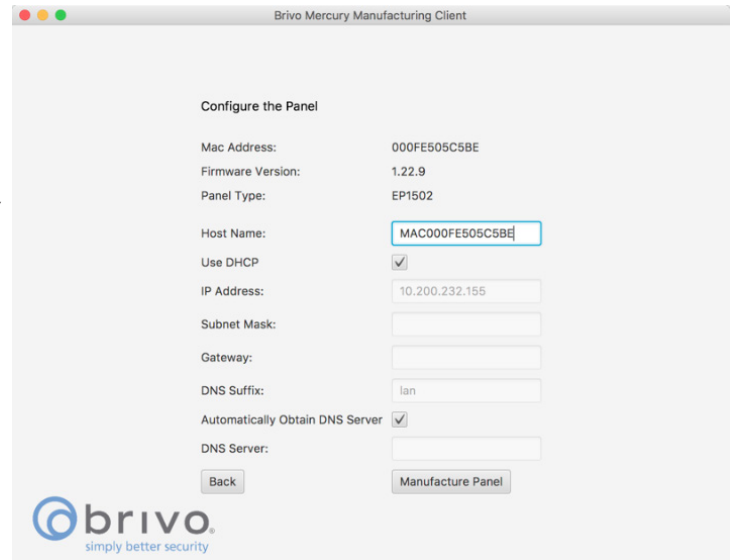 Brivo Mercury Manufacturing Client
Configure the Panel
Mac Address: 000FE505C5BE
Firmware Version: 1.22.9
Panel Type: EP1502
Host Name: MAC000FE505C5BE
Use DHCP
IP Address: 10.200.232.155
Subnet Mask:
Gateway:
DNS Suffix: lan
Automatically Obtain DNS Server
DNS Server:
Back Manufacture Panel
brivo.
simply better security